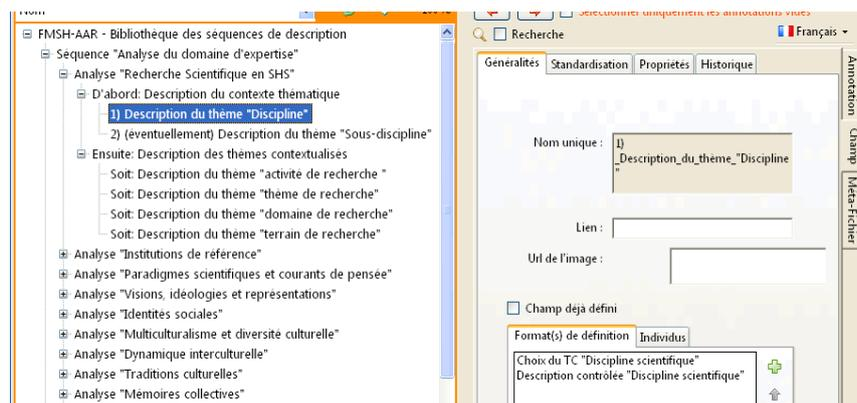 Nom
FMSH-AAR - Bibliothèque des séquences de description
Séquence "Analyse du domaine d'expertise"
Analyse "Recherche Scientifique en SHS"
D'abord: Description du contexte thématique
1) Description du thème "Discipline"
2) (éventuellement) Description du thème "Sous-discipline"
Ensuite: Description des thèmes contextualisés
Soit: Description du thème "activité de recherche "
Soit: Description du thème "thème de recherche"
Soit: Description du thème "domaine de recherche"
Soit: Description du thème "terrain de recherche"
Analyse "Institutions de référence"
Analyse "Paradigmes scientifiques et courants de pensée"
Analyse "Visions, idéologies et représentations"
Analyse "Identités sociales"
Analyse "Multiculturalisme et diversité culturelle"
Analyse "Dynamique interculturelle"
Analyse "Traditions culturelles"
Analyse "Mémoires collectives"
Sélectionner uniquement les annotations vides
Recherche
Français
Généralités Standardisation Propriétés Historique
Nom unique :
1)
_Description_du_thème_"Discipline
"
Lien :
Url de l'image :
Champ déjà défini
Format(s) de définition Individus
Choix du TC "Discipline scientifique"
Description contrôlée "Discipline scientifique"
Annotation
Champ
Méta-Fichier